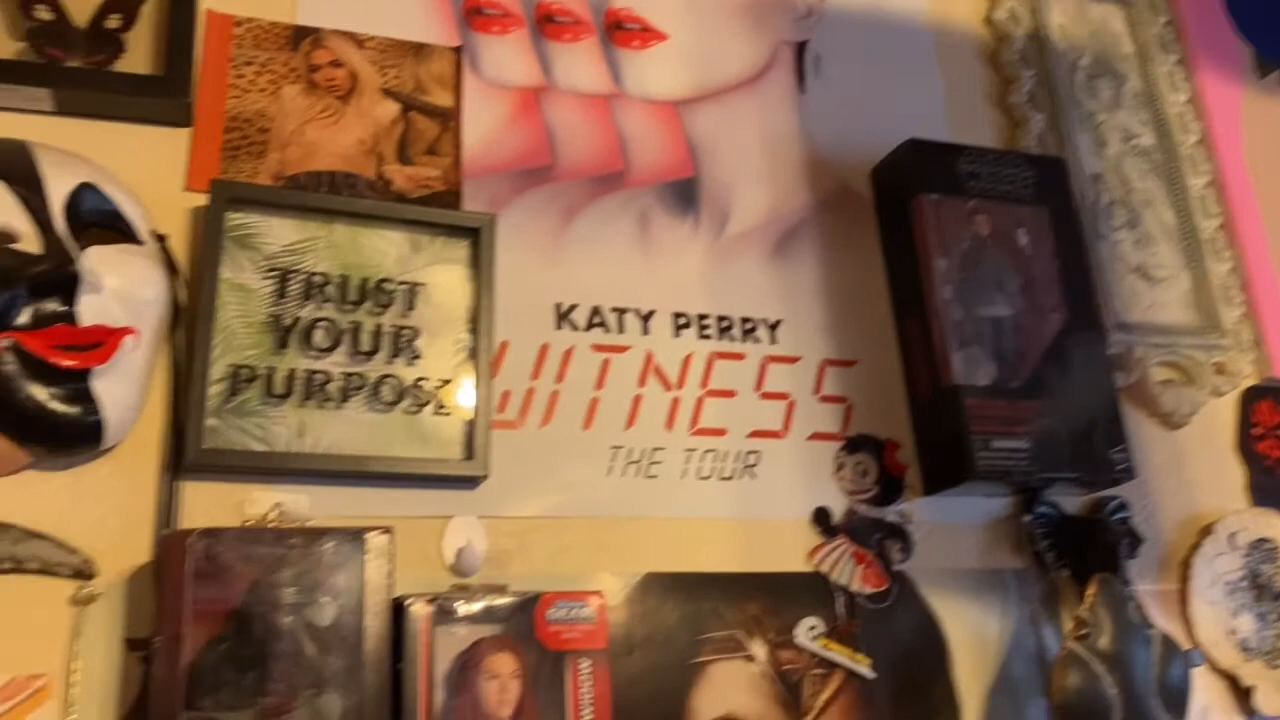 TRUST
YOUR
PURPOSE
KATY PERRY
WITNESS
THE TOUR